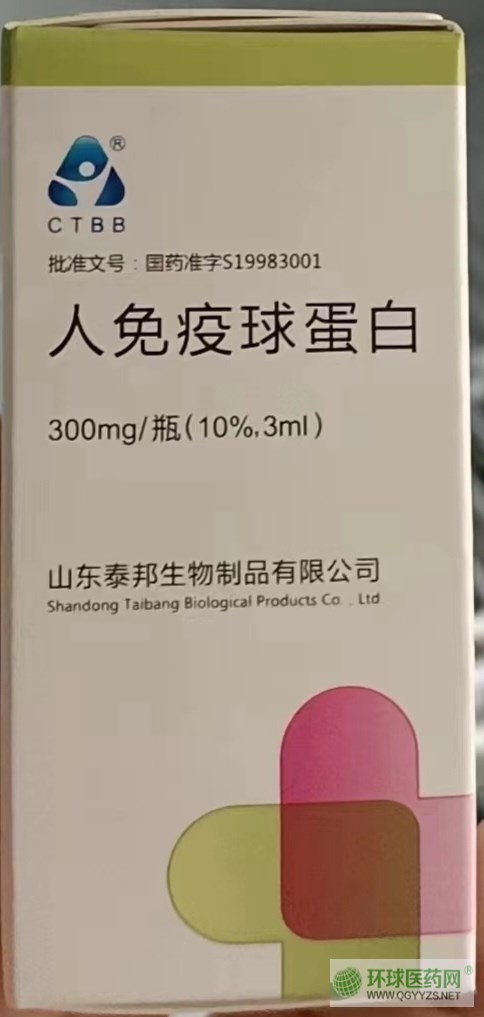 ®
CTBB
批准文号：国药准字S19983001
人免疫球蛋白
300mg/瓶(10%,3ml)
山东泰邦生物制品有限公司
Shandong Taibang Biological Products Co. , Ltd
环球医药网®
WWW.QGYYZS.NET